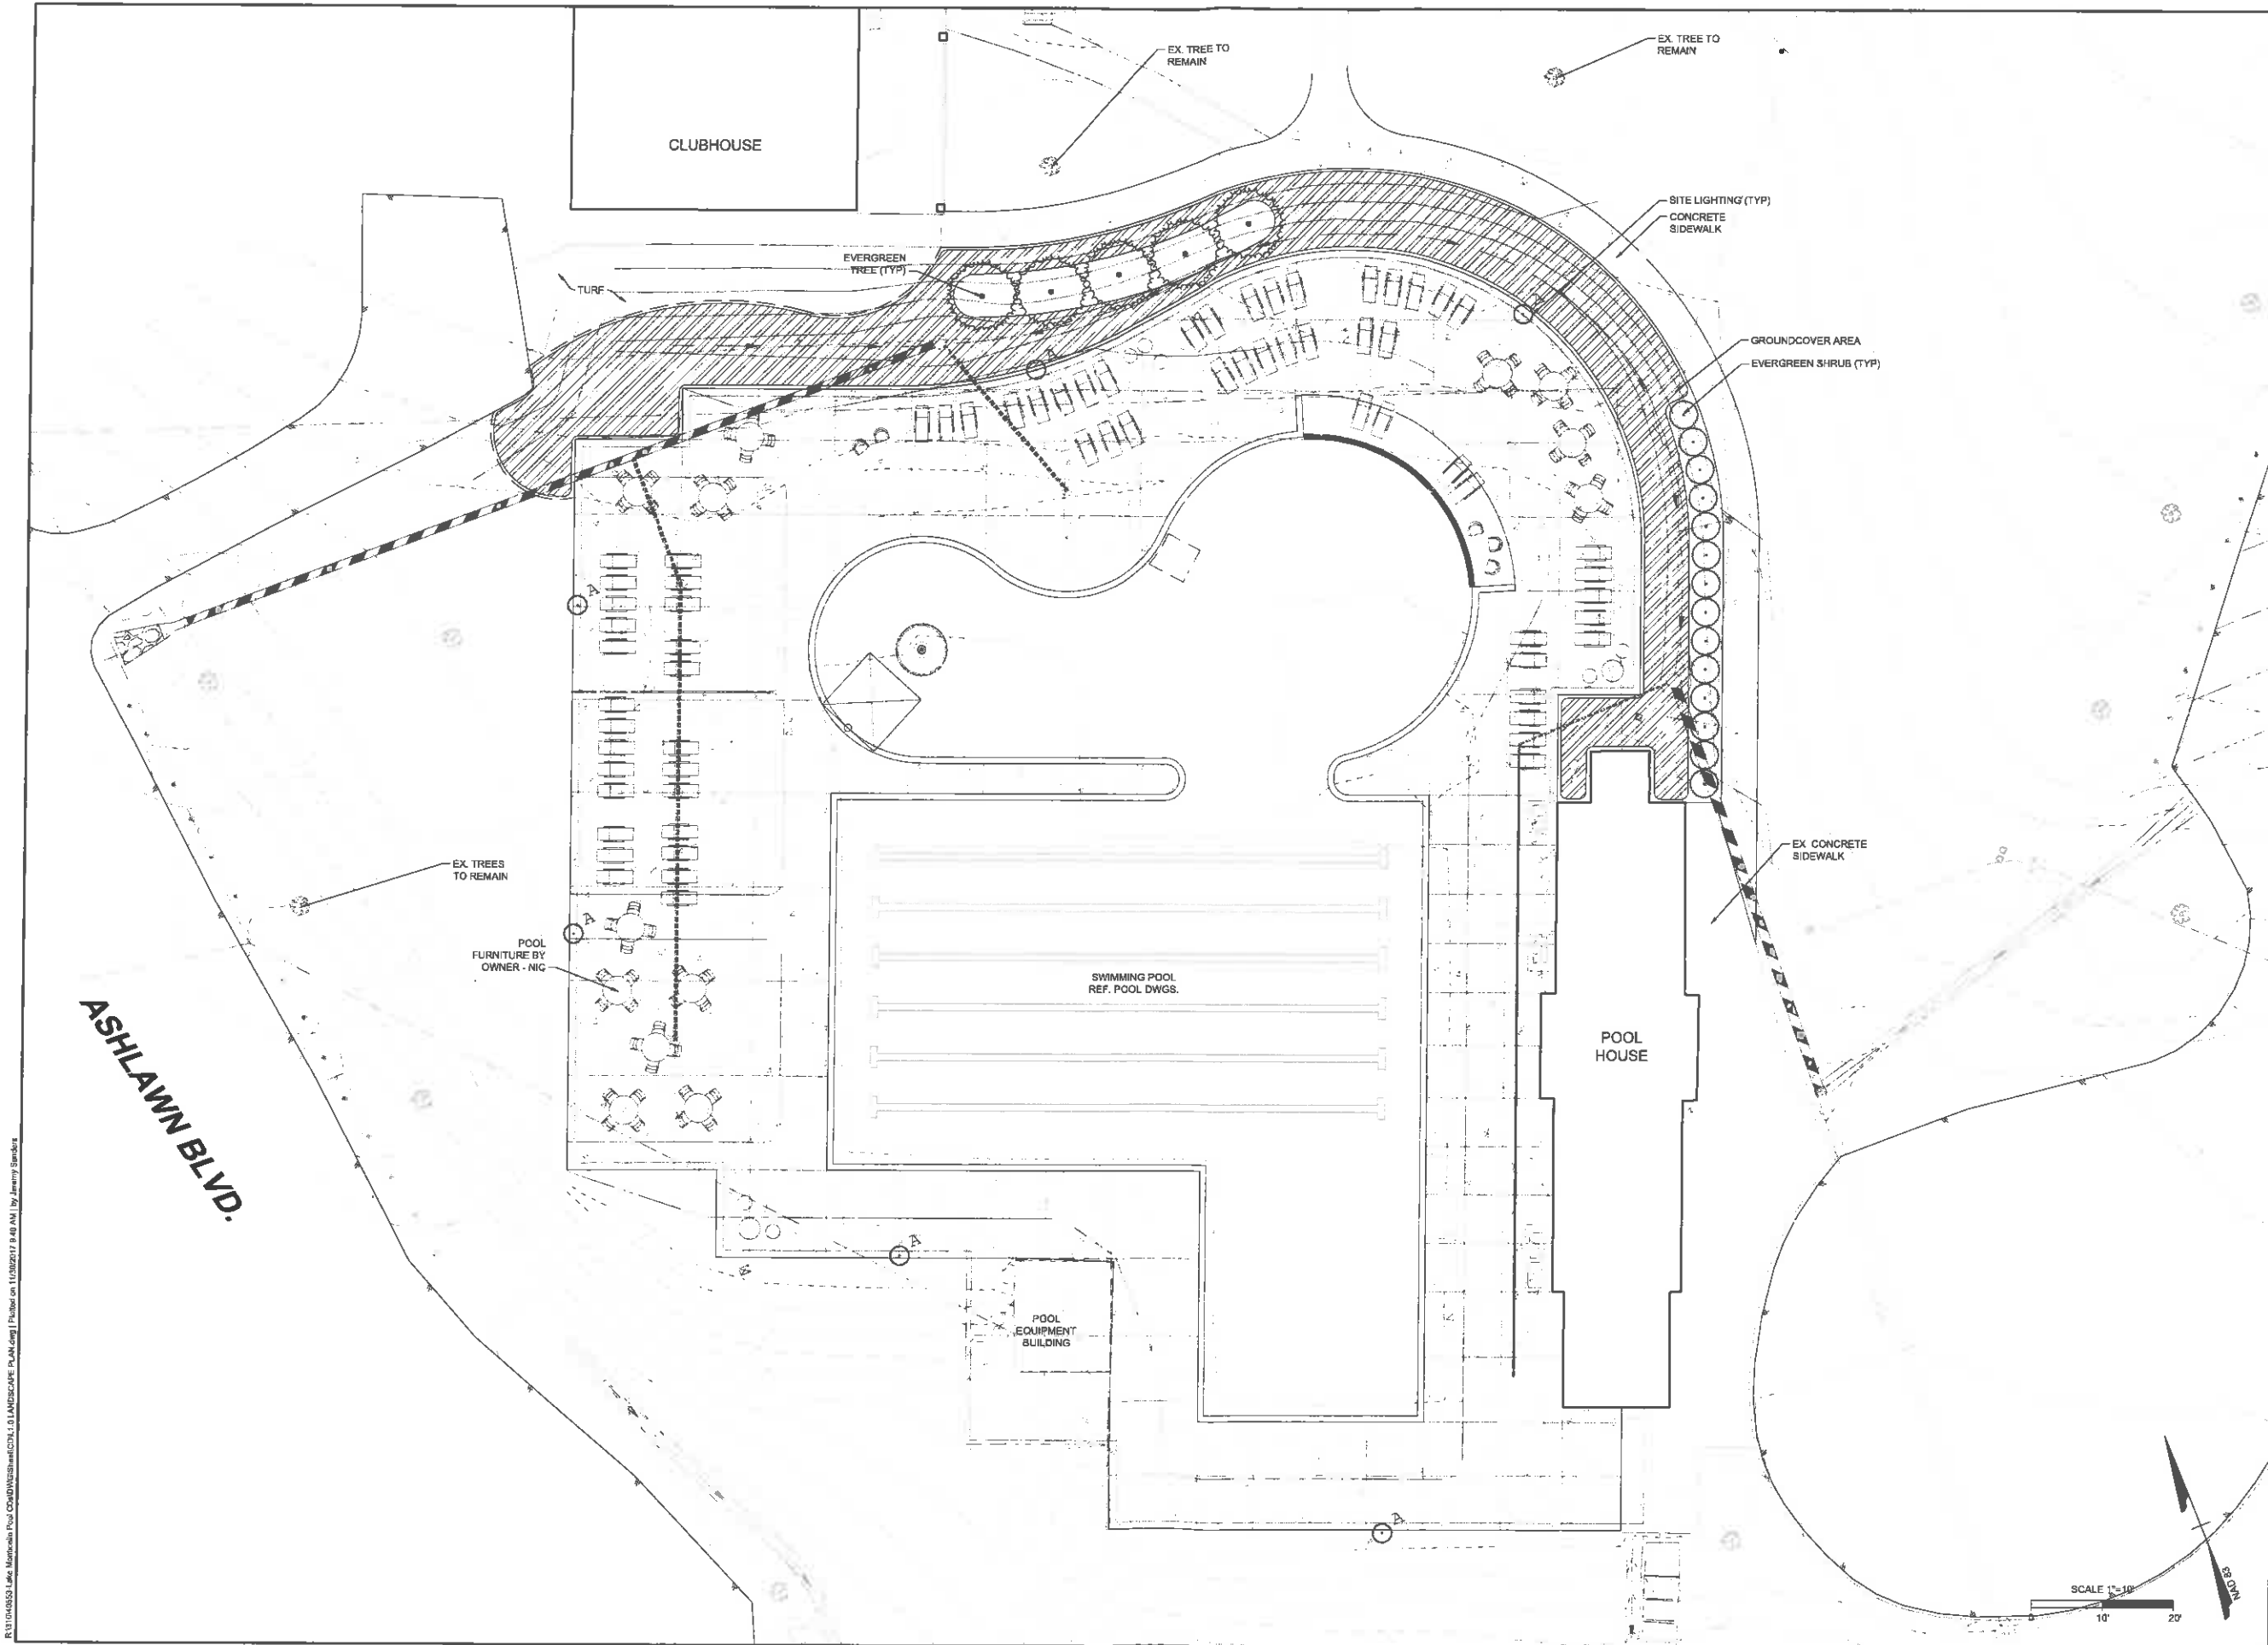 EX. TREE TO
REMAIN
EX. TREE TO
REMAIN
CLUBHOUSE
SITE LIGHTING (TYP)
CONCRETE
SIDEWALK
EVERGREEN
TREE (TYP)
TURF
A
A
GROUNDCOVER AREA
EVERGREEN SHRUB (TYP)
A
EX. TREES
TO REMAIN
EX. CONCRETE
SIDEWALK
A
POOL
FURNITURE BY
OWNER - NIC
SWIMMING POOL
REF. POOL DWGS.
POOL
HOUSE
ASHLAWN BLVD.
A
POOL
EQUIPMENT
BUILDING
A
SCALE 1"=10'
0 10' 20'
NAD 83